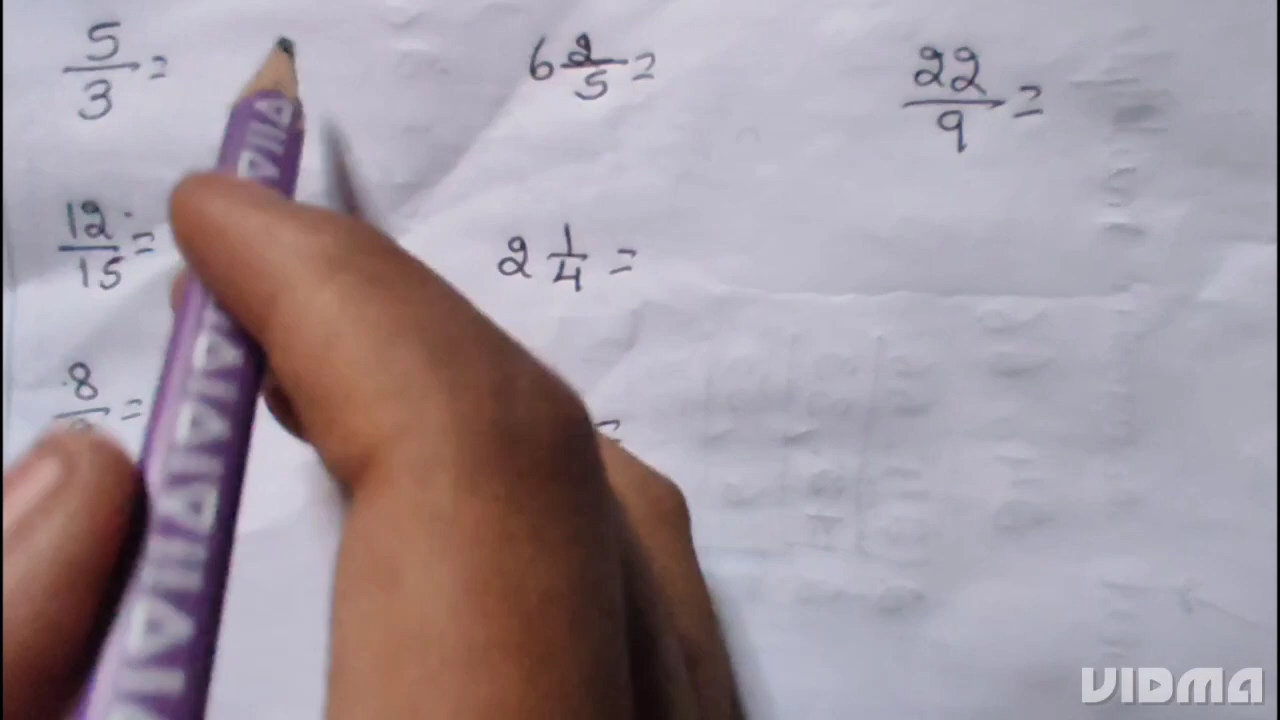 5/3 =
6 2/5 =
22/9 =
12/15 =
2 1/4 =
8/ =
=
VIDMA